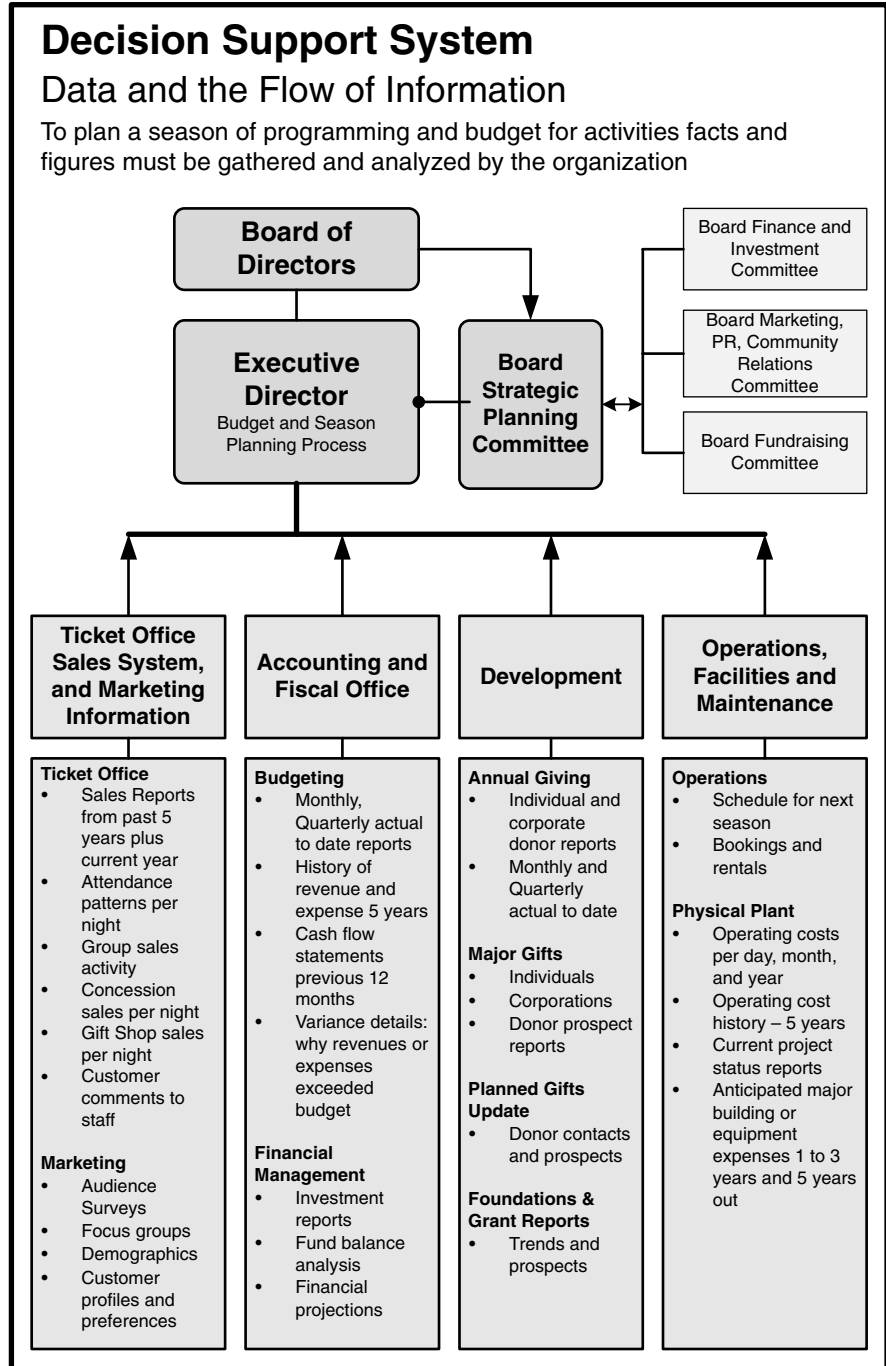 Decision Support System
Data and the Flow of Information
To plan a season of programming and budget for activities facts and
figures must be gathered and analyzed by the organization
Board of
Directors
Executive
Director
Budget and Season
Planning Process
Board
Strategic
Planning
Committee
Board Finance and
Investment
Committee
Board Marketing,
PR, Community
Relations
Committee
Board Fundraising
Committee
Ticket Office
Sales System,
and Marketing
Information
Accounting and
Fiscal Office
Development
Operations,
Facilities and
Maintenance
Ticket Office
• Sales Reports
from past 5
years plus
current year
• Attendance
patterns per
night
• Group sales
activity
• Concession
sales per night
• Gift Shop sales
per night
• Customer
comments to
staff
Marketing
• Audience
Surveys
• Focus groups
• Demographics
• Customer
profiles and
preferences
Budgeting
• Monthly,
Quarterly actual
to date reports
• History of
revenue and
expense 5 years
• Cash flow
statements
previous 12
months
• Variance details:
why revenues or
expenses
exceeded
budget
Financial
Management
• Investment
reports
• Fund balance
analysis
• Financial
projections
Annual Giving
• Individual and
corporate
donor reports
• Monthly and
Quarterly
actual to date
Major Gifts
• Individuals
• Corporations
• Donor prospect
reports
Planned Gifts
Update
• Donor contacts
and prospects
Foundations &
Grant Reports
• Trends and
prospects
Operations
• Schedule for next
season
• Bookings and
rentals
Physical Plant
• Operating costs
per day, month,
and year
• Operating cost
history – 5 years
• Current project
status reports
• Anticipated major
building or
equipment
expenses 1 to 3
years and 5 years
out